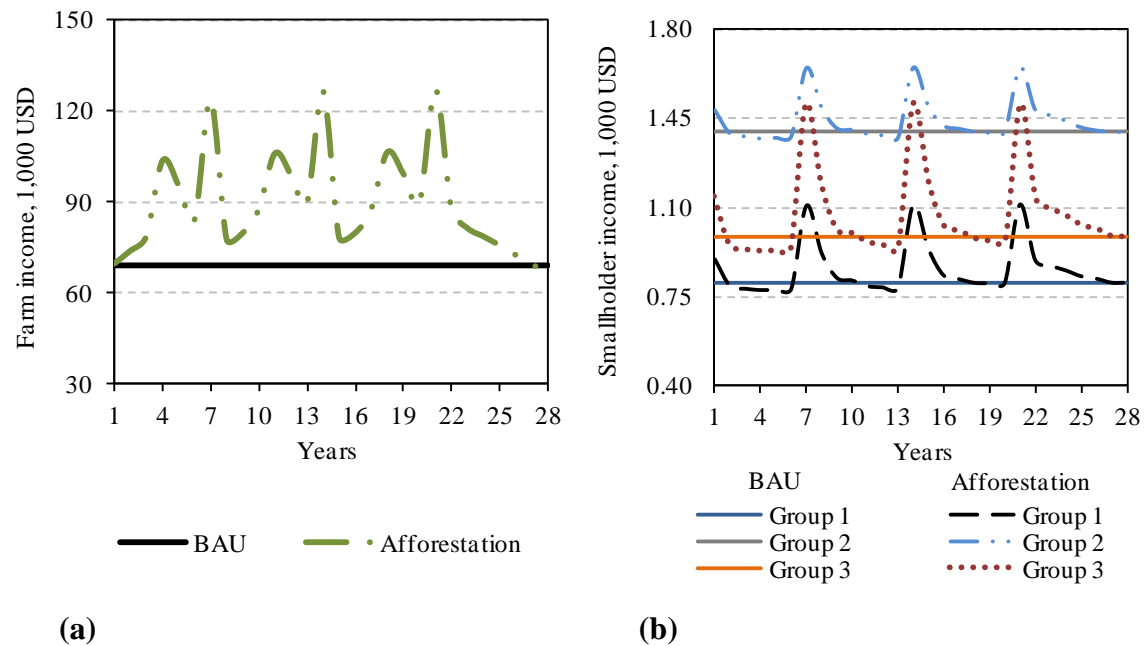 Farm income, 1,000 USD
150
120
90
60
30
1 4 7 10 13 16 19 22 25 28
Years
BAU
Afforestation
(a)
Smallholder income, 1,000 USD
1.80
1.45
1.10
0.75
0.40
1 4 7 10 13 16 19 22 25 28
Years
BAU
Group 1
Group 2
Group 3
Afforestation
Group 1
Group 2
Group 3
(b)